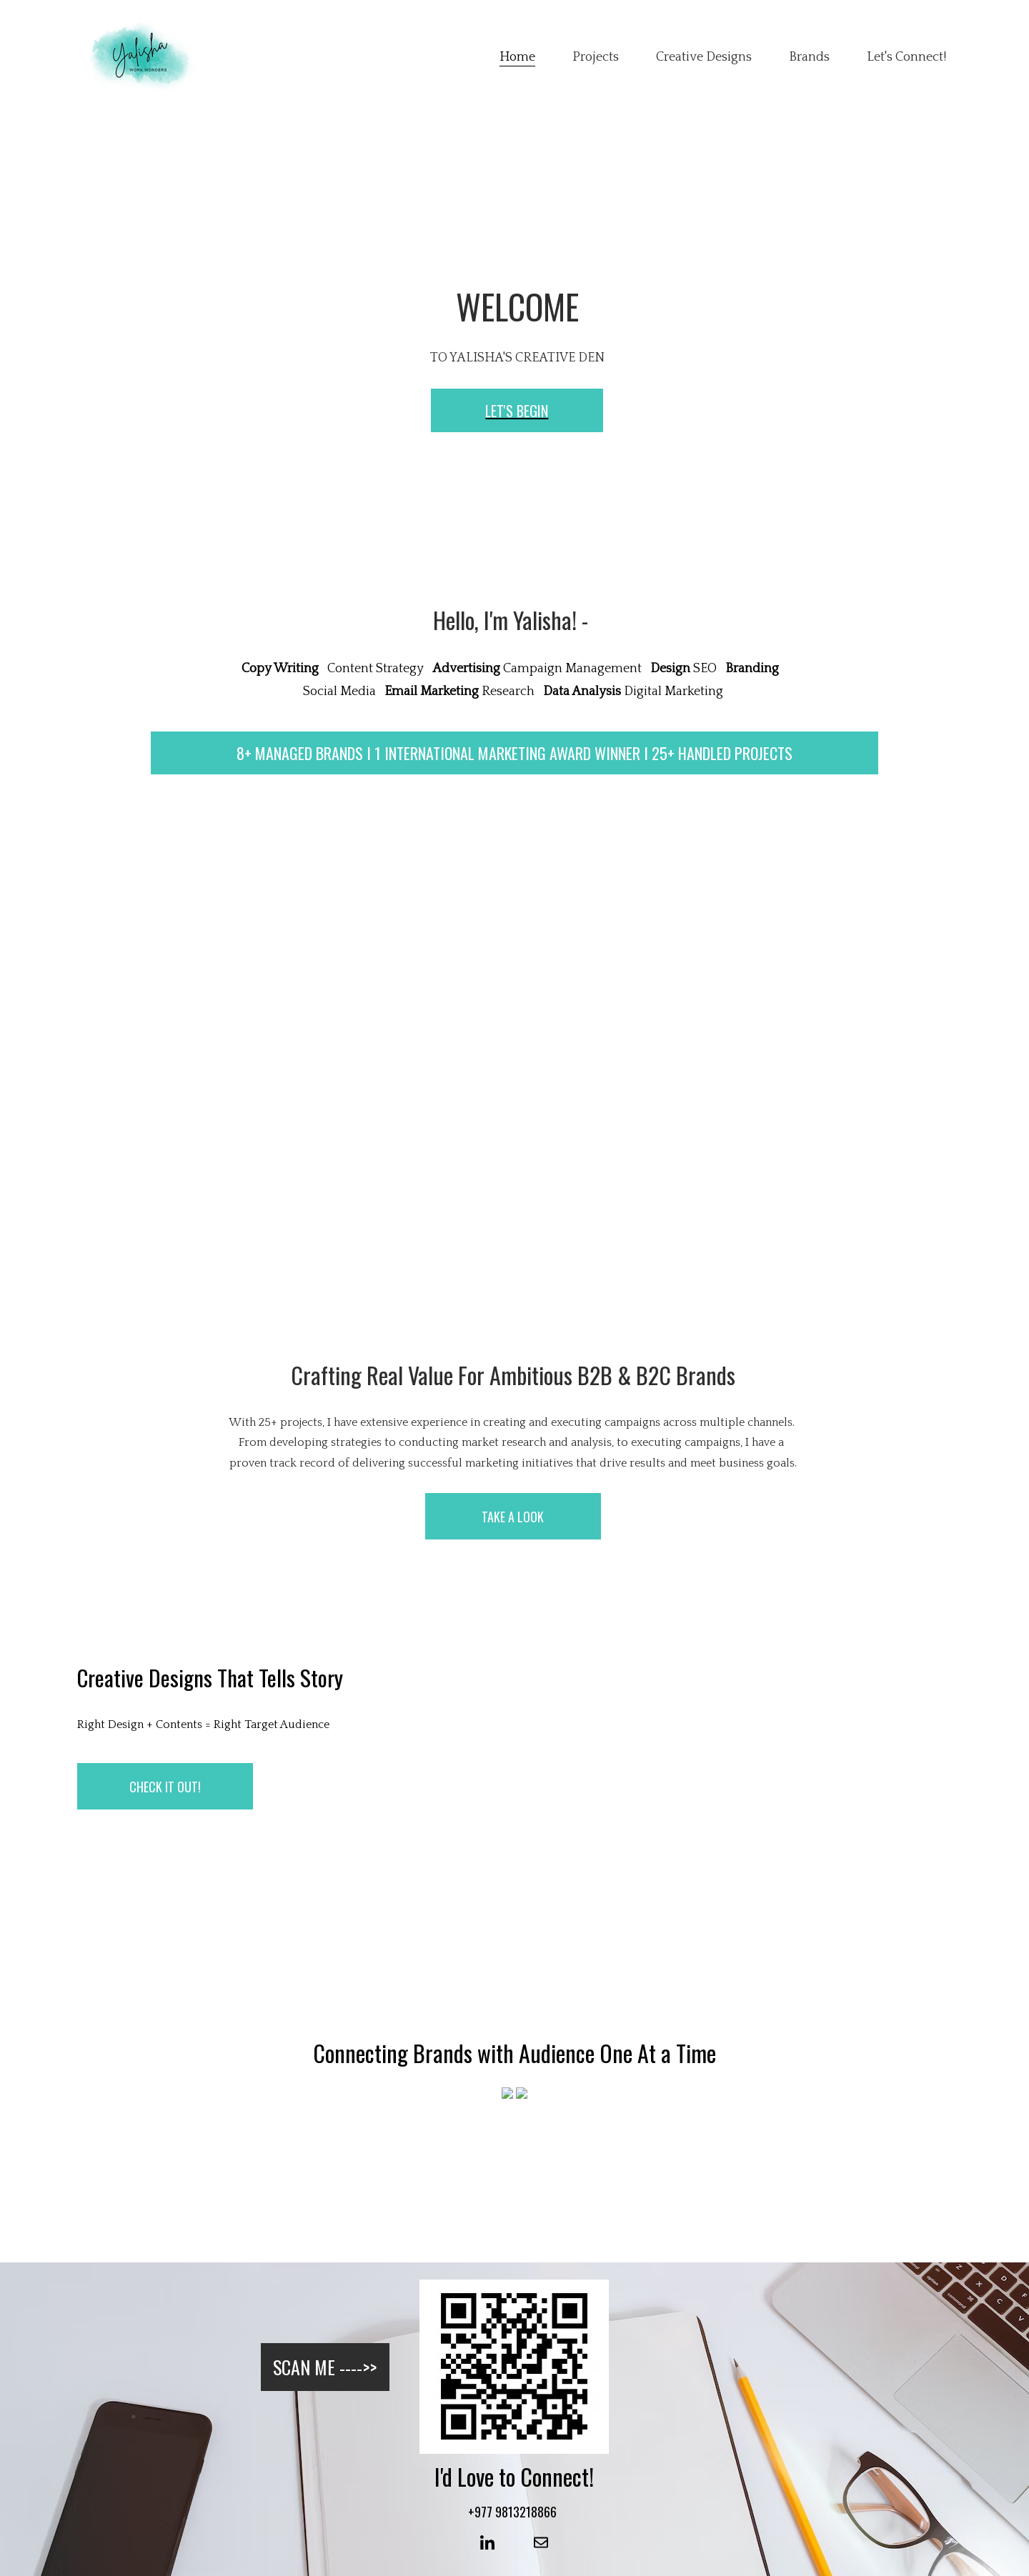 Yalisha
WORK WONDERS
Home Projects Creative Designs Brands Let's Connect!
WELCOME
TO YALISHA'S CREATIVE DEN
LET'S BEGIN
Hello, I'm Yalisha! -
Copy Writing Content Strategy Advertising Campaign Management Design SEO Branding
Social Media Email Marketing Research Data Analysis Digital Marketing
8+ MANAGED BRANDS I 1 INTERNATIONAL MARKETING AWARD WINNER I 25+ HANDLED PROJECTS
Crafting Real Value For Ambitious B2B & B2C Brands
With 25+ projects, I have extensive experience in creating and executing campaigns across multiple channels.
From developing strategies to conducting market research and analysis, to executing campaigns, I have a
proven track record of delivering successful marketing initiatives that drive results and meet business goals.
TAKE A LOOK
Creative Designs That Tells Story
Right Design + Contents = Right Target Audience
CHECK IT OUT!
Connecting Brands with Audience One At a Time
SCAN ME ---->>
I'd Love to Connect!
+977 9813218866
in